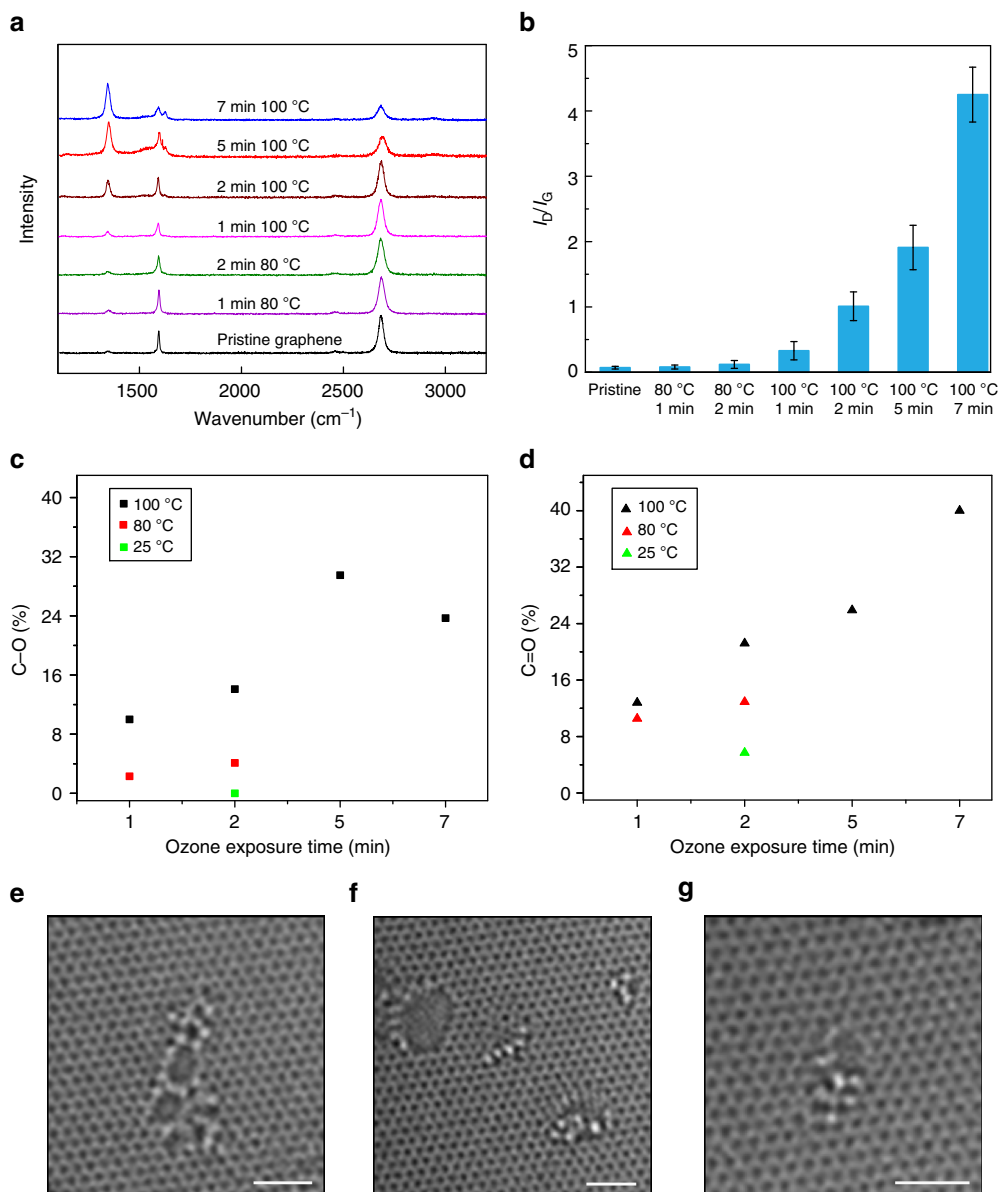 a
7 min 100 °C
5 min 100 °C
2 min 100 °C
1 min 100 °C
2 min 80 °C
1 min 80 °C
Pristine graphene
Intensity
1500 2000 2500 3000
Wavenumber (cm–1)
b
5
4
3
2
1
0
ID/IG
Pristine 80 °C 80 °C 100 °C 100 °C 100 °C 100 °C
1 min 2 min 1 min 2 min 5 min 7 min
c
40
32
24
16
8
0
C–O (%)
100 °C
80 °C
25 °C
1 2 5 7
Ozone exposure time (min)
d
40
32
24
16
8
0
C=O (%)
100 °C
80 °C
25 °C
1 2 5 7
Ozone exposure time (min)
e
f
g